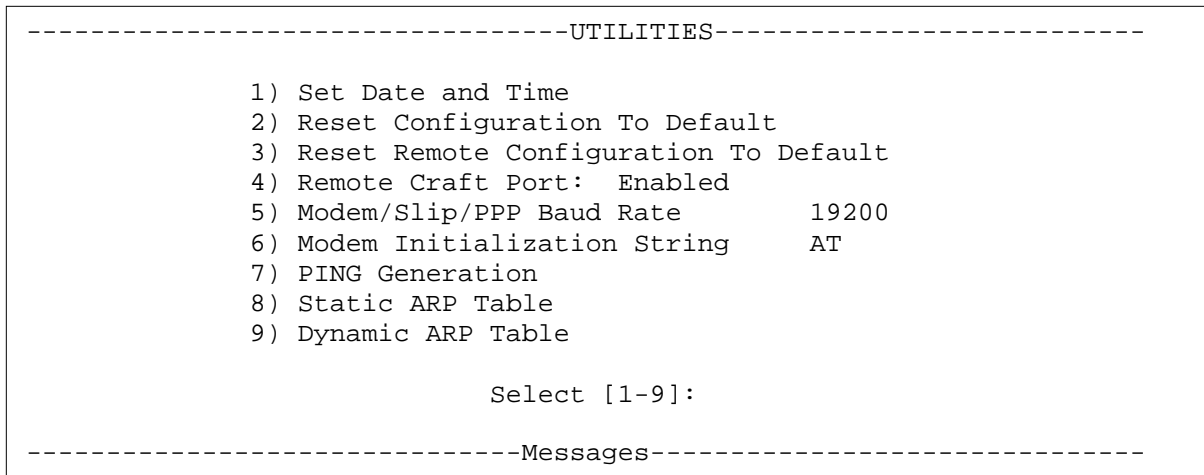 ----------------------------------UTILITIES---------------------------
1) Set Date and Time
2) Reset Configuration To Default
3) Reset Remote Configuration To Default
4) Remote Craft Port:  Enabled
5) Modem/Slip/PPP Baud Rate        19200
6) Modem Initialization String     AT
7) PING Generation
8) Static ARP Table
9) Dynamic ARP Table
Select [1-9]:
-------------------------------Messages-------------------------------